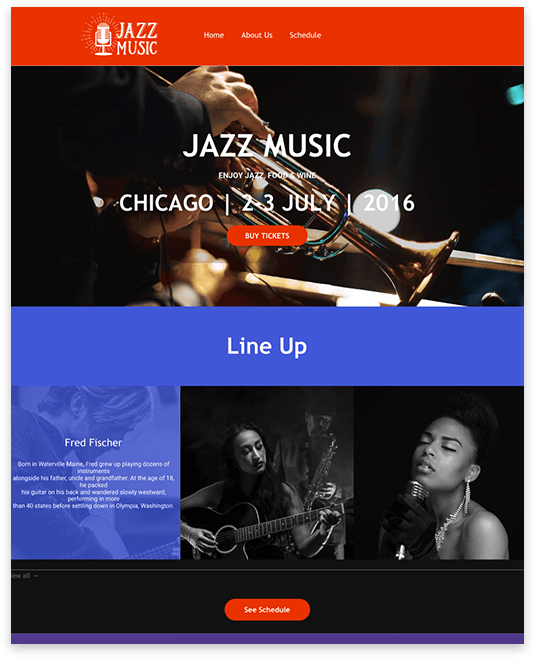 JAZZ
MUSIC
Home About Us Schedule
JAZZ MUSIC
ENJOY JAZZ, FOOD & WINE
CHICAGO | 2-3 JULY | 2016
BUY TICKETS
Line Up
Fred Fischer
Born in Waterville Maine, Fred grew up playing dozens of
instruments
alongside his father, uncle and grandfather. At the age of 18,
he packed
his guitar on his back and wandered slowly westward,
performing in more
than 40 states before settling down in Olympia, Washington.
ew all →
See Schedule